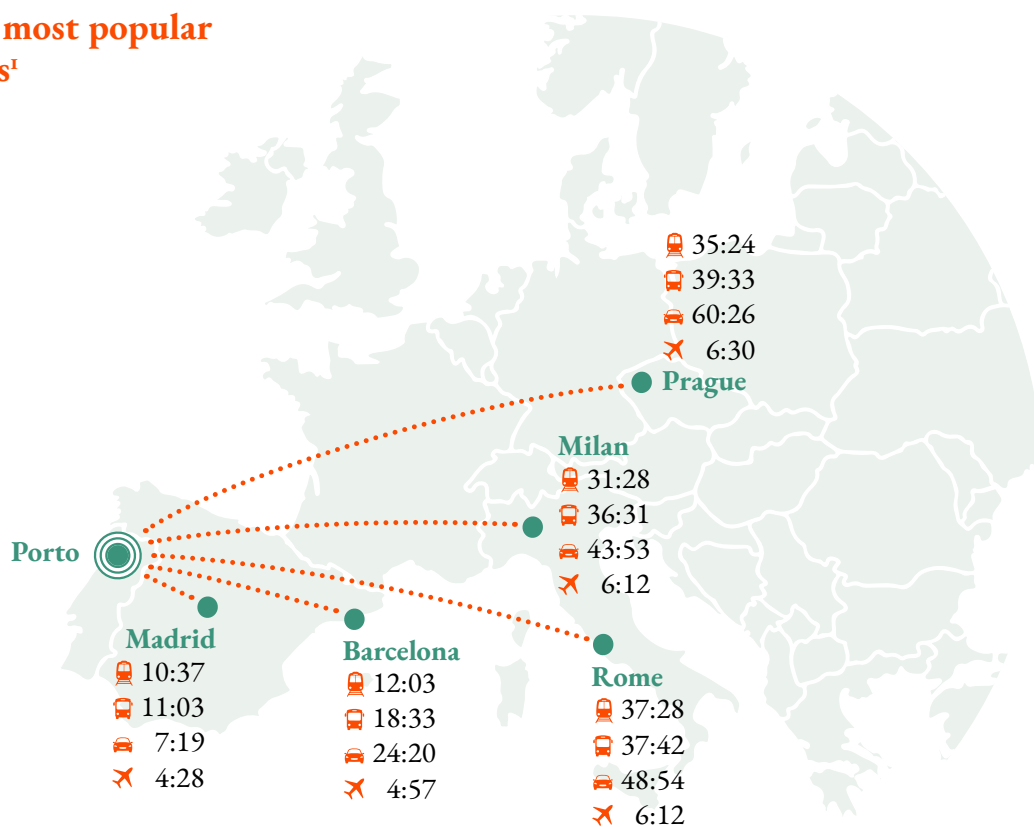 most popular
s¹
35:24
39:33
60:26
6:30
Prague
Milan
31:28
36:31
43:53
6:12
Porto
Madrid
10:37
11:03
7:19
4:28
Barcelona
12:03
18:33
24:20
4:57
Rome
37:28
37:42
48:54
6:12